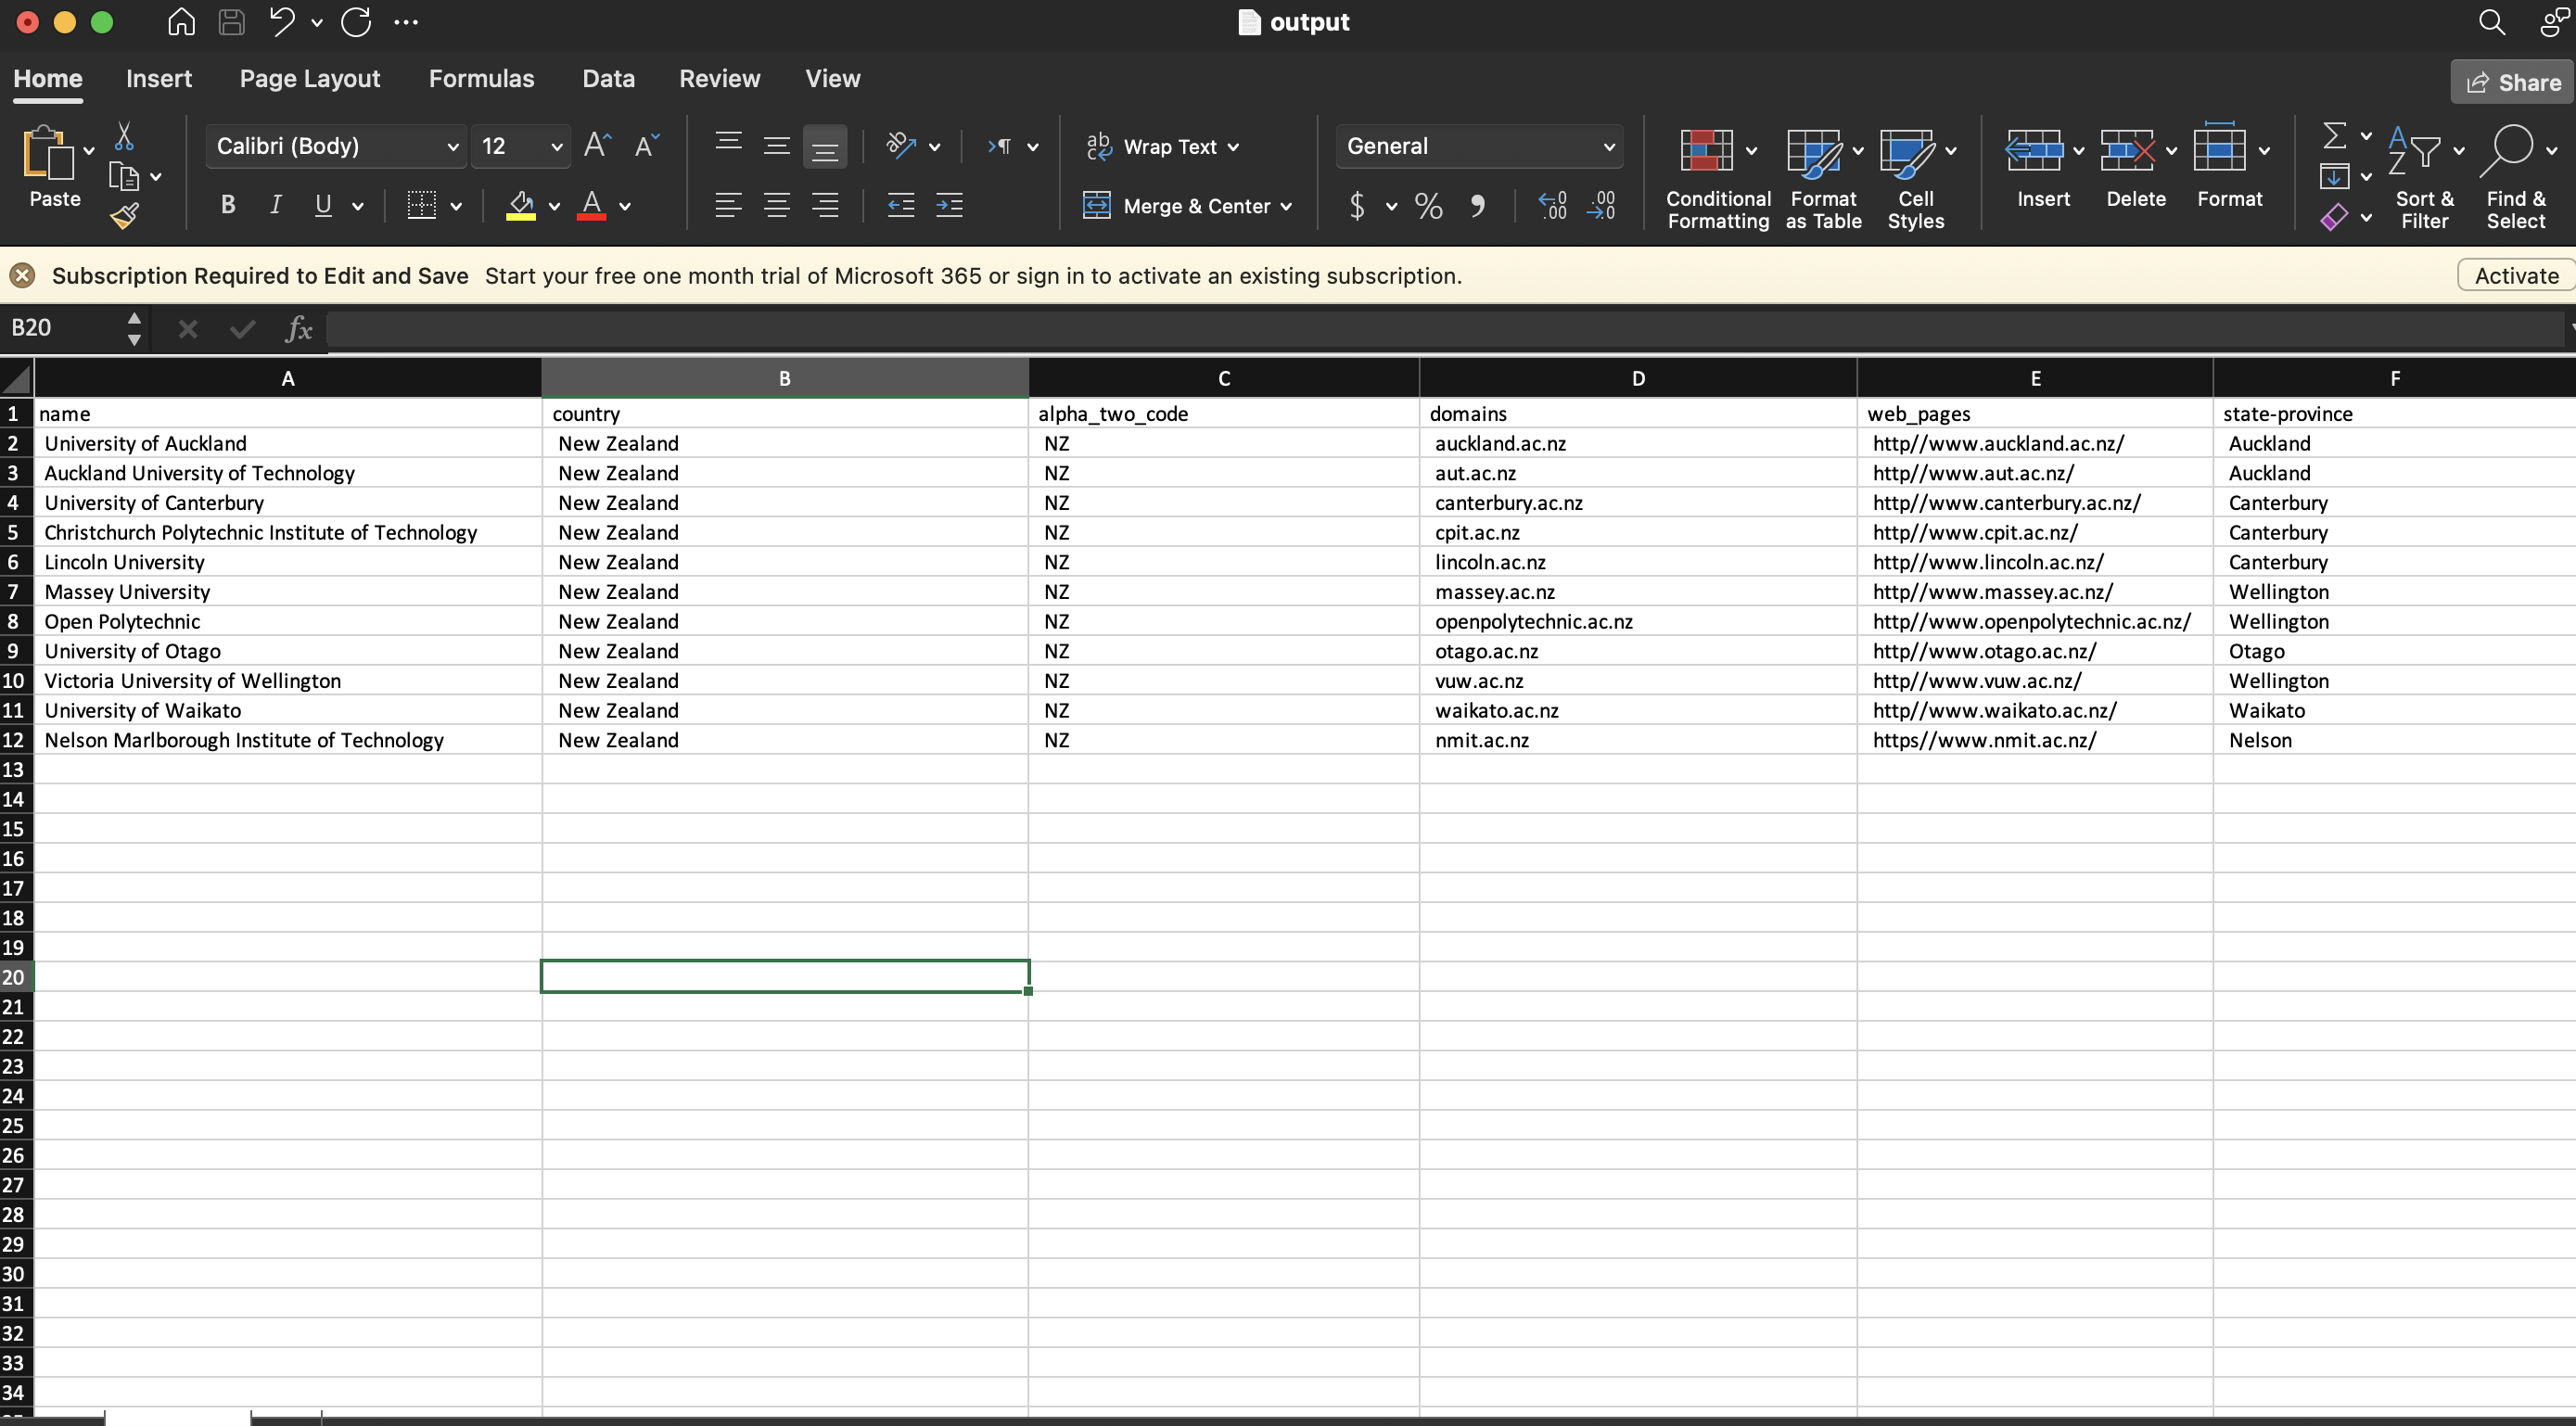 output
Home Insert Page Layout Formulas Data Review View Share
Paste Calibri (Body) 12 A A ab c Wrap Text General Conditional Formatting Format as Table Cell Styles Insert Delete Format Sort & Filter Find & Select
B I U A Merge & Center $ % , .00 .0
Subscription Required to Edit and Save Start your free one month trial of Microsoft 365 or sign in to activate an existing subscription. Activate
B20 fx
A B C D E F
1 name country alpha_two_code domains web_pages state-province
2 University of Auckland New Zealand NZ auckland.ac.nz http//www.auckland.ac.nz/ Auckland
3 Auckland University of Technology New Zealand NZ aut.ac.nz http//www.aut.ac.nz/ Auckland
4 University of Canterbury New Zealand NZ canterbury.ac.nz http//www.canterbury.ac.nz/ Canterbury
5 Christchurch Polytechnic Institute of Technology New Zealand NZ cpit.ac.nz http//www.cpit.ac.nz/ Canterbury
6 Lincoln University New Zealand NZ lincoln.ac.nz http//www.lincoln.ac.nz/ Canterbury
7 Massey University New Zealand NZ massey.ac.nz http//www.massey.ac.nz/ Wellington
8 Open Polytechnic New Zealand NZ openpolytechnic.ac.nz http//www.openpolytechnic.ac.nz/ Wellington
9 University of Otago New Zealand NZ otago.ac.nz http//www.otago.ac.nz/ Otago
10 Victoria University of Wellington New Zealand NZ vuw.ac.nz http//www.vuw.ac.nz/ Wellington
11 University of Waikato New Zealand NZ waikato.ac.nz http//www.waikato.ac.nz/ Waikato
12 Nelson Marlborough Institute of Technology New Zealand NZ nmit.ac.nz https//www.nmit.ac.nz/ Nelson
13
14
15
16
17
18
19
20
21
22
23
24
25
26
27
28
29
30
31
32
33
34